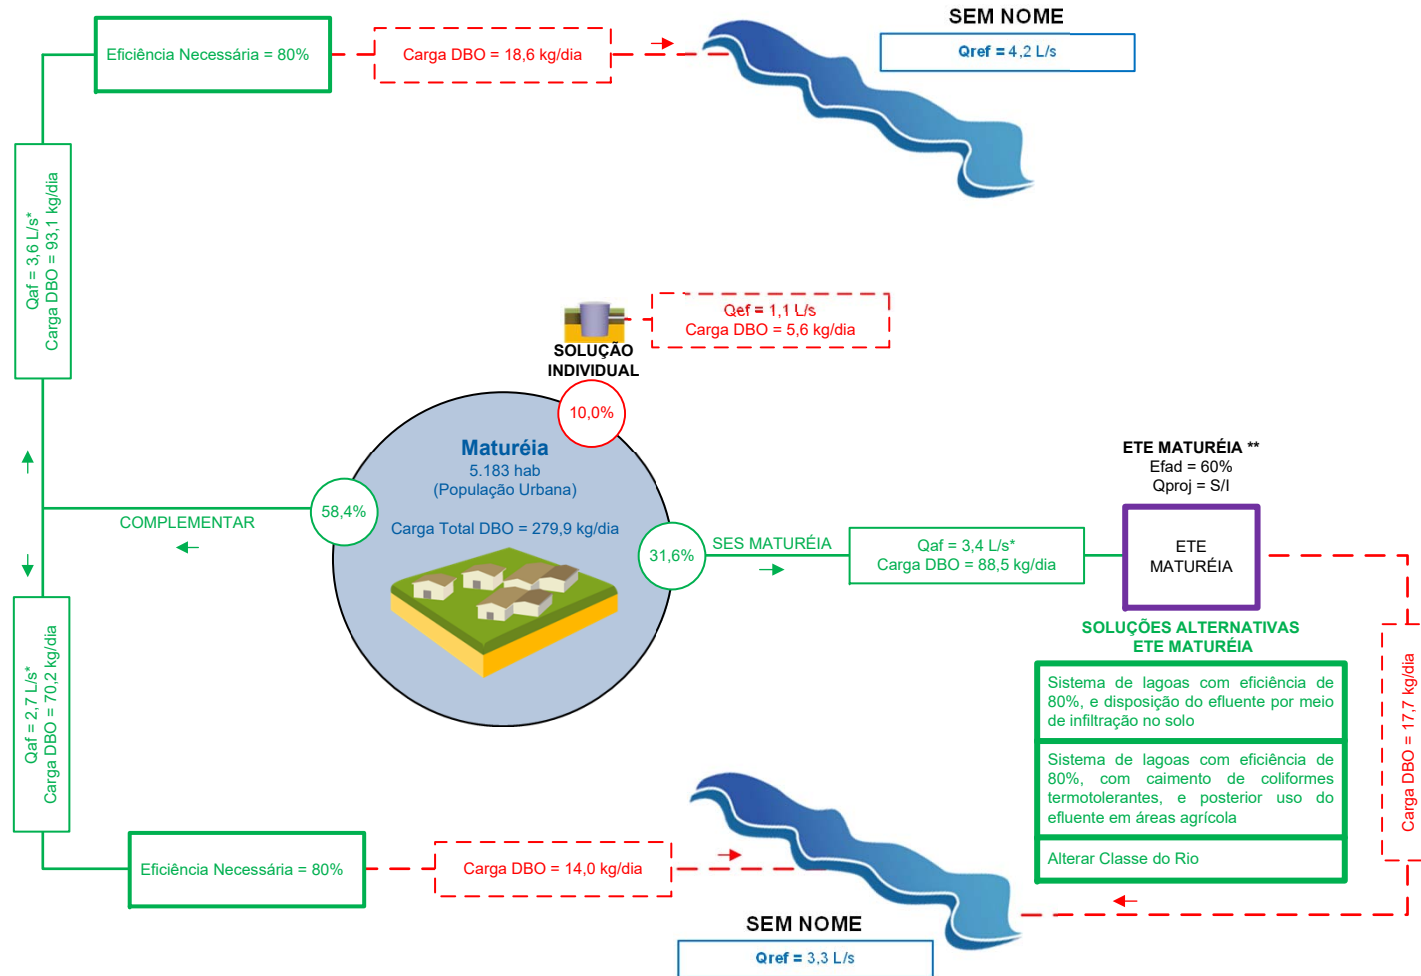 SEM NOME
Qref = 4,2 L/s
Eficiência Necessária = 80%
Carga DBO = 18,6 kg/dia
Qaf = 3,6 L/s*
Carga DBO = 93,1 kg/dia
Qef = 1,1 L/s
Carga DBO = 5,6 kg/dia
SOLUÇÃO
INDIVIDUAL
10,0%
Maturéia
5.183 hab
(População Urbana)
Carga Total DBO = 279,9 kg/dia
58,4%
COMPLEMENTAR
31,6%
SES MATURÉIA
Qaf = 3,4 L/s*
Carga DBO = 88,5 kg/dia
ETE MATURÉIA **
Efad = 60%
Qproj = S/I
ETE
MATURÉIA
SOLUÇÕES ALTERNATIVAS
ETE MATURÉIA
Sistema de lagoas com eficiência de
80%, e disposição do efluente por meio
de infiltração no solo
Sistema de lagoas com eficiência de
80%, com caimento de coliformes
termotolerantes, e posterior uso do
efluente em áreas agrícola
Alterar Classe do Rio
Carga DBO = 17,7 kg/dia
Qaf = 2,7 L/s*
Carga DBO = 70,2 kg/dia
Eficiência Necessária = 80%
Carga DBO = 14,0 kg/dia
SEM NOME
Qref = 3,3 L/s